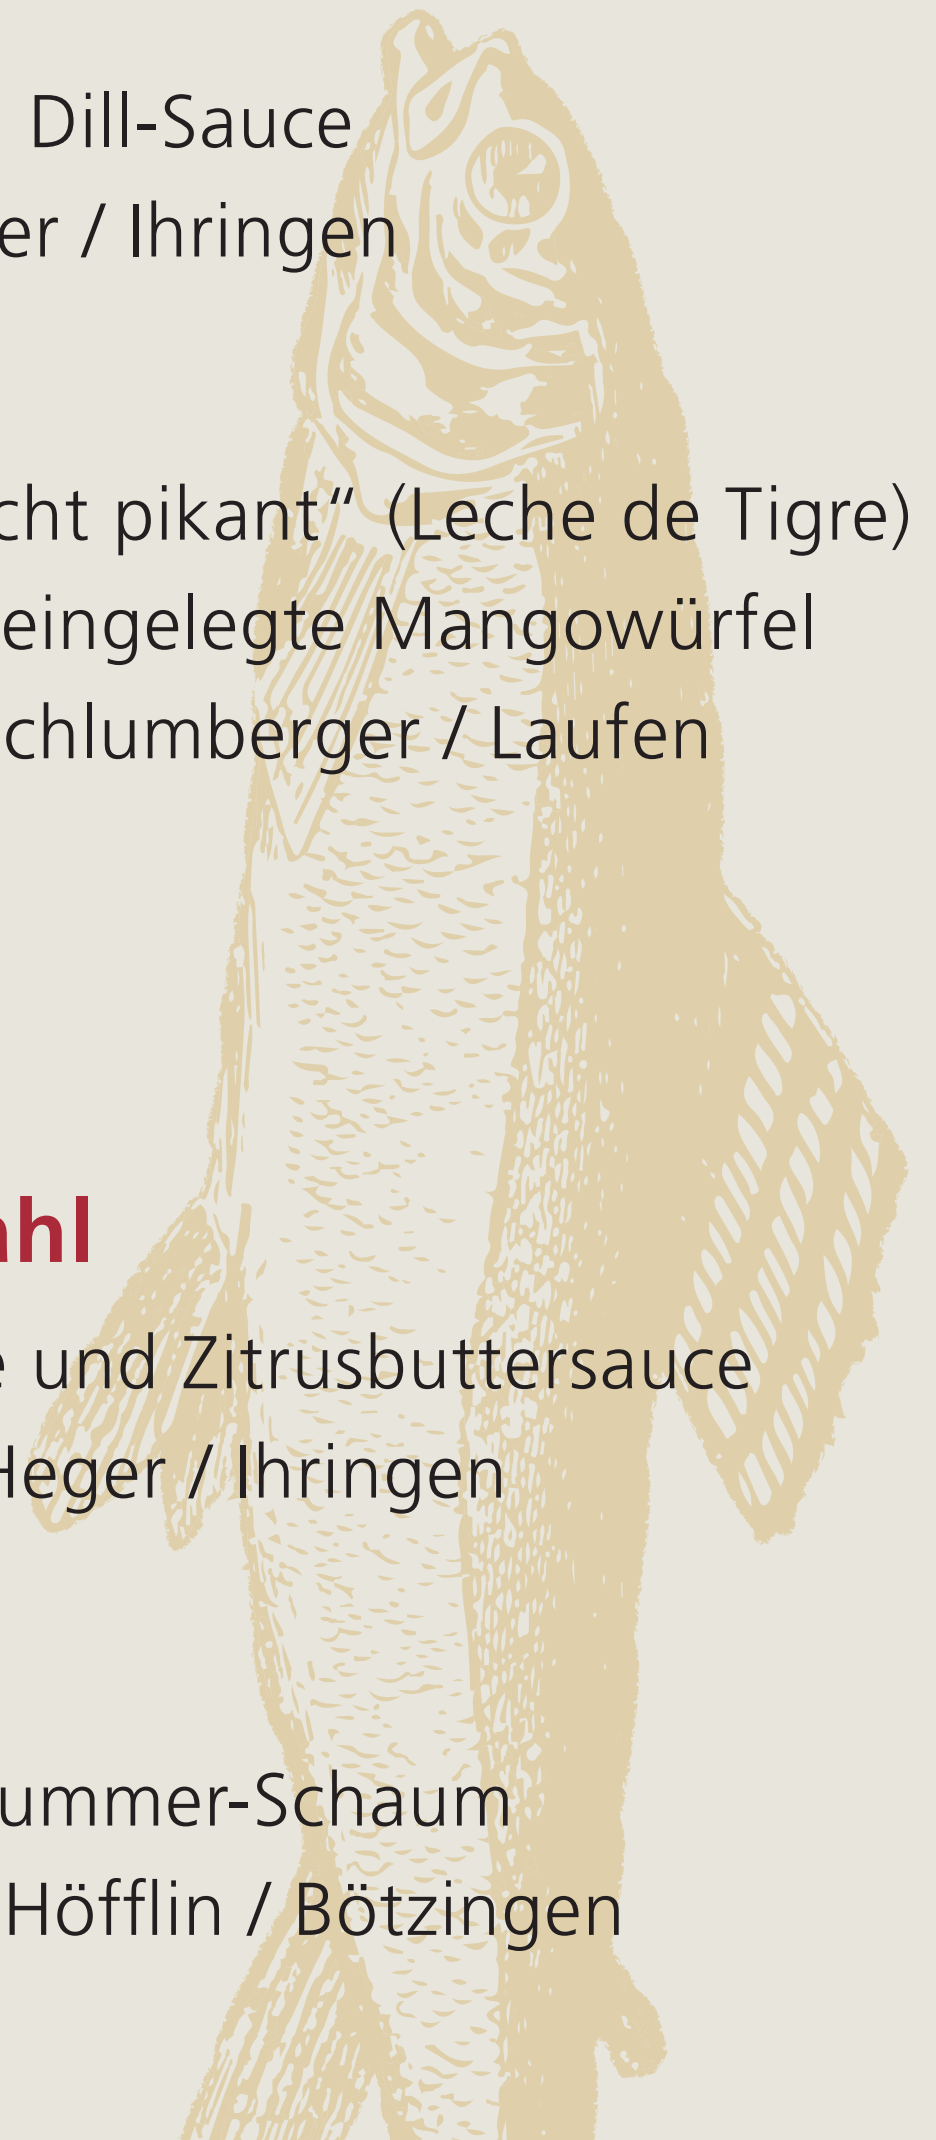 Dill-Sauce
er / Ihringen
cht pikant“ (Leche de Tigre)
eingelegte Mangowürfel
chlumberger / Laufen
ahl
e und Zitrusbuttersauce
Heger / Ihringen
ummer-Schaum
Höfflin / Bötzingen